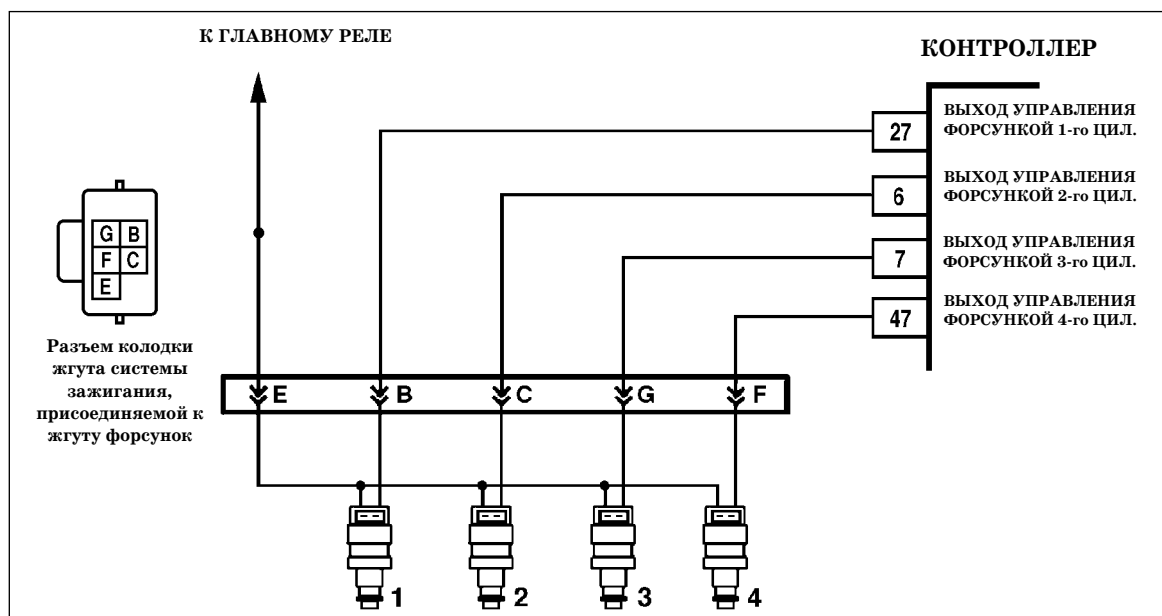 К ГЛАВНОМУ РЕЛЕ
КОНТРОЛЛЕР
27
ВЫХОД УПРАВЛЕНИЯ
ФОРСУНКОЙ 1-го ЦИЛ.
6
ВЫХОД УПРАВЛЕНИЯ
ФОРСУНКОЙ 2-го ЦИЛ.
7
ВЫХОД УПРАВЛЕНИЯ
ФОРСУНКОЙ 3-го ЦИЛ.
47
ВЫХОД УПРАВЛЕНИЯ
ФОРСУНКОЙ 4-го ЦИЛ.
G B
F C
E
Разъем колодки
жгута системы
зажигания,
присоединяемой к
жгуту форсунок
E B C G F
1 2 3 4